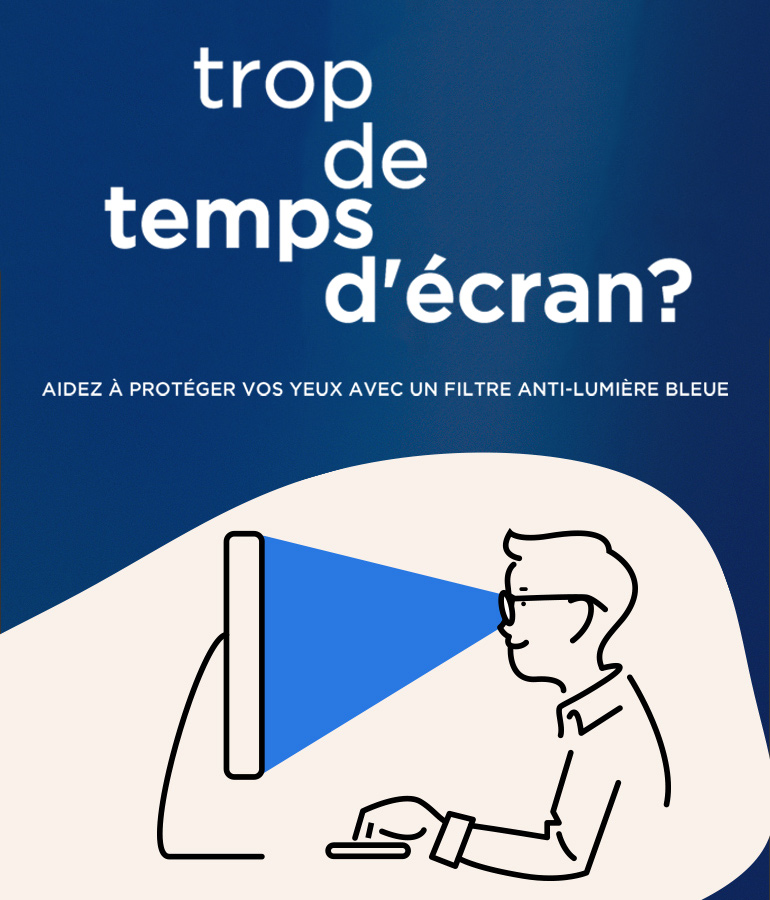 trop
de
temps
d'écran?
AIDEZ À PROTÉGER VOS YEUX AVEC UN FILTRE ANTI-LUMIÈRE BLEUE